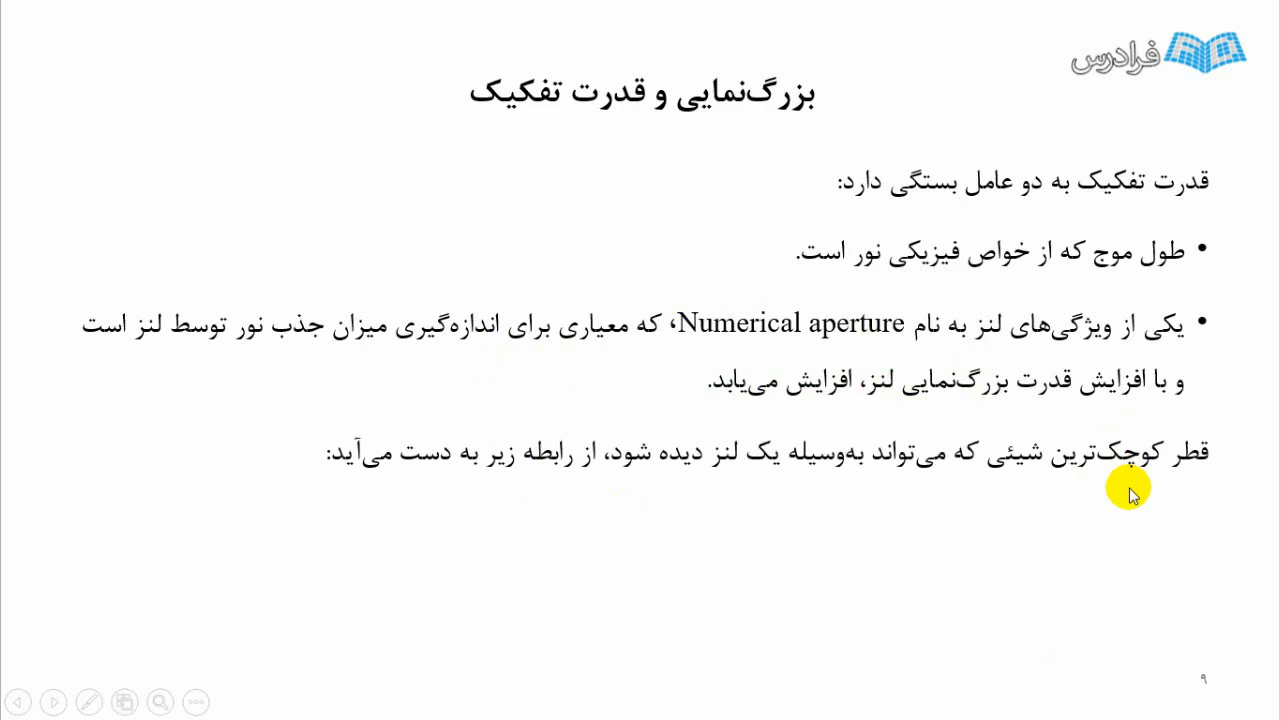 فرادرس
بزرگ‌نمایی و قدرت تفکیک
قدرت تفکیک به دو عامل بستگی دارد:
• طول موج که از خواص فیزیکی نور است.
• یکی از ویژگی‌های لنز به نام Numerical aperture، که معیاری برای اندازه‌گیری میزان جذب نور توسط لنز است
و با افزایش قدرت بزرگ‌نمایی لنز، افزایش می‌یابد.
قطر کوچک‌ترین شیئی که می‌تواند به‌وسیله یک لنز دیده شود، از رابطه زیر به دست می‌آید:
۹